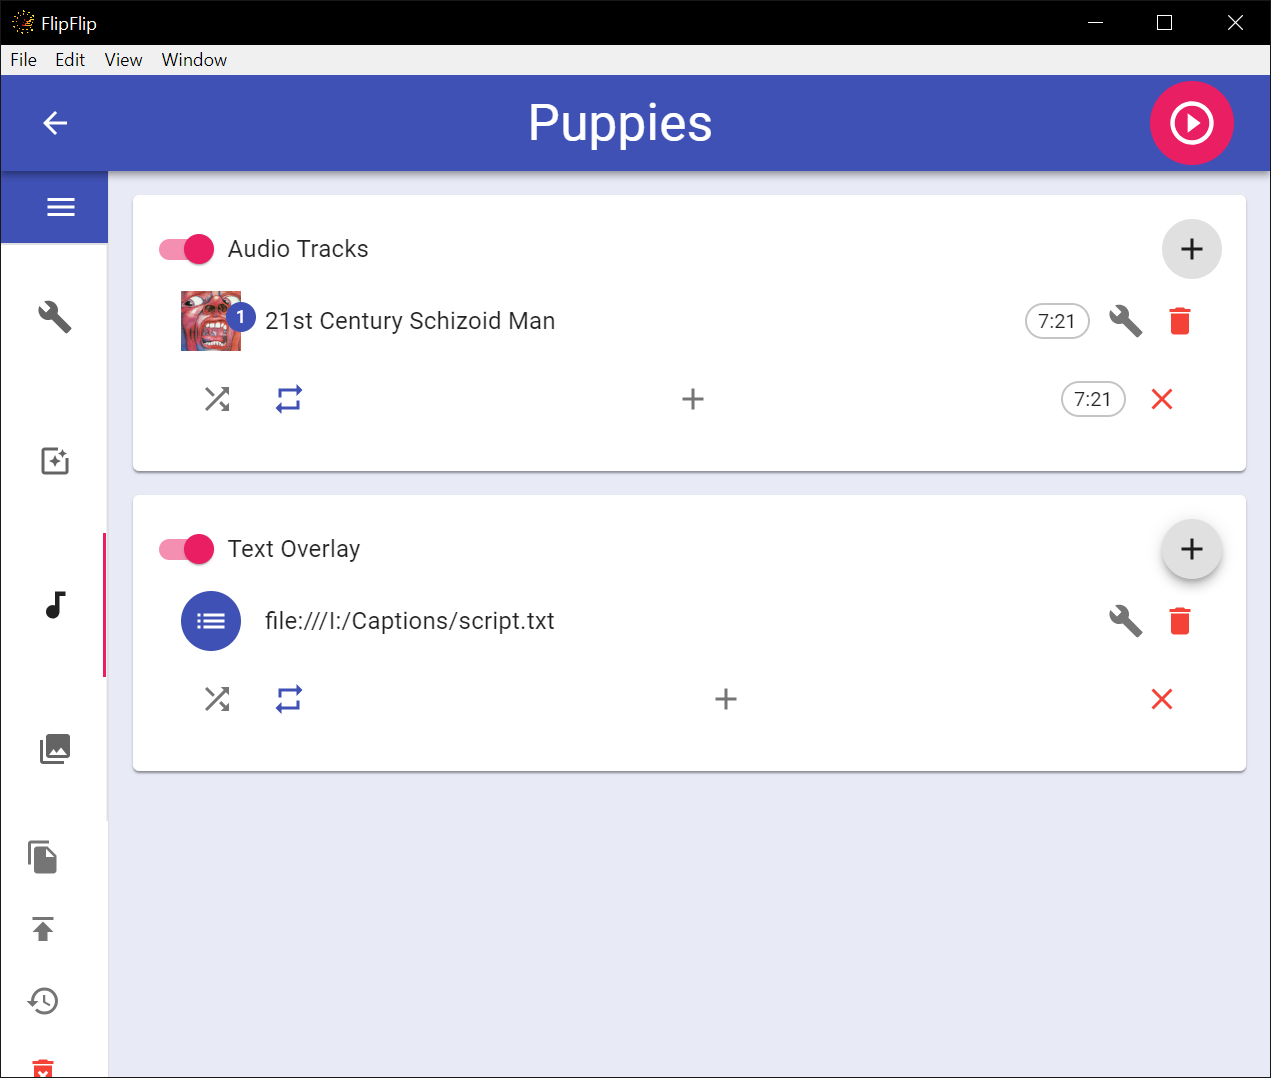 FlipFlip
File Edit View Window
Puppies
Audio Tracks
1 21st Century Schizoid Man 7:21
7:21
Text Overlay
file:///I:/Captions/script.txt